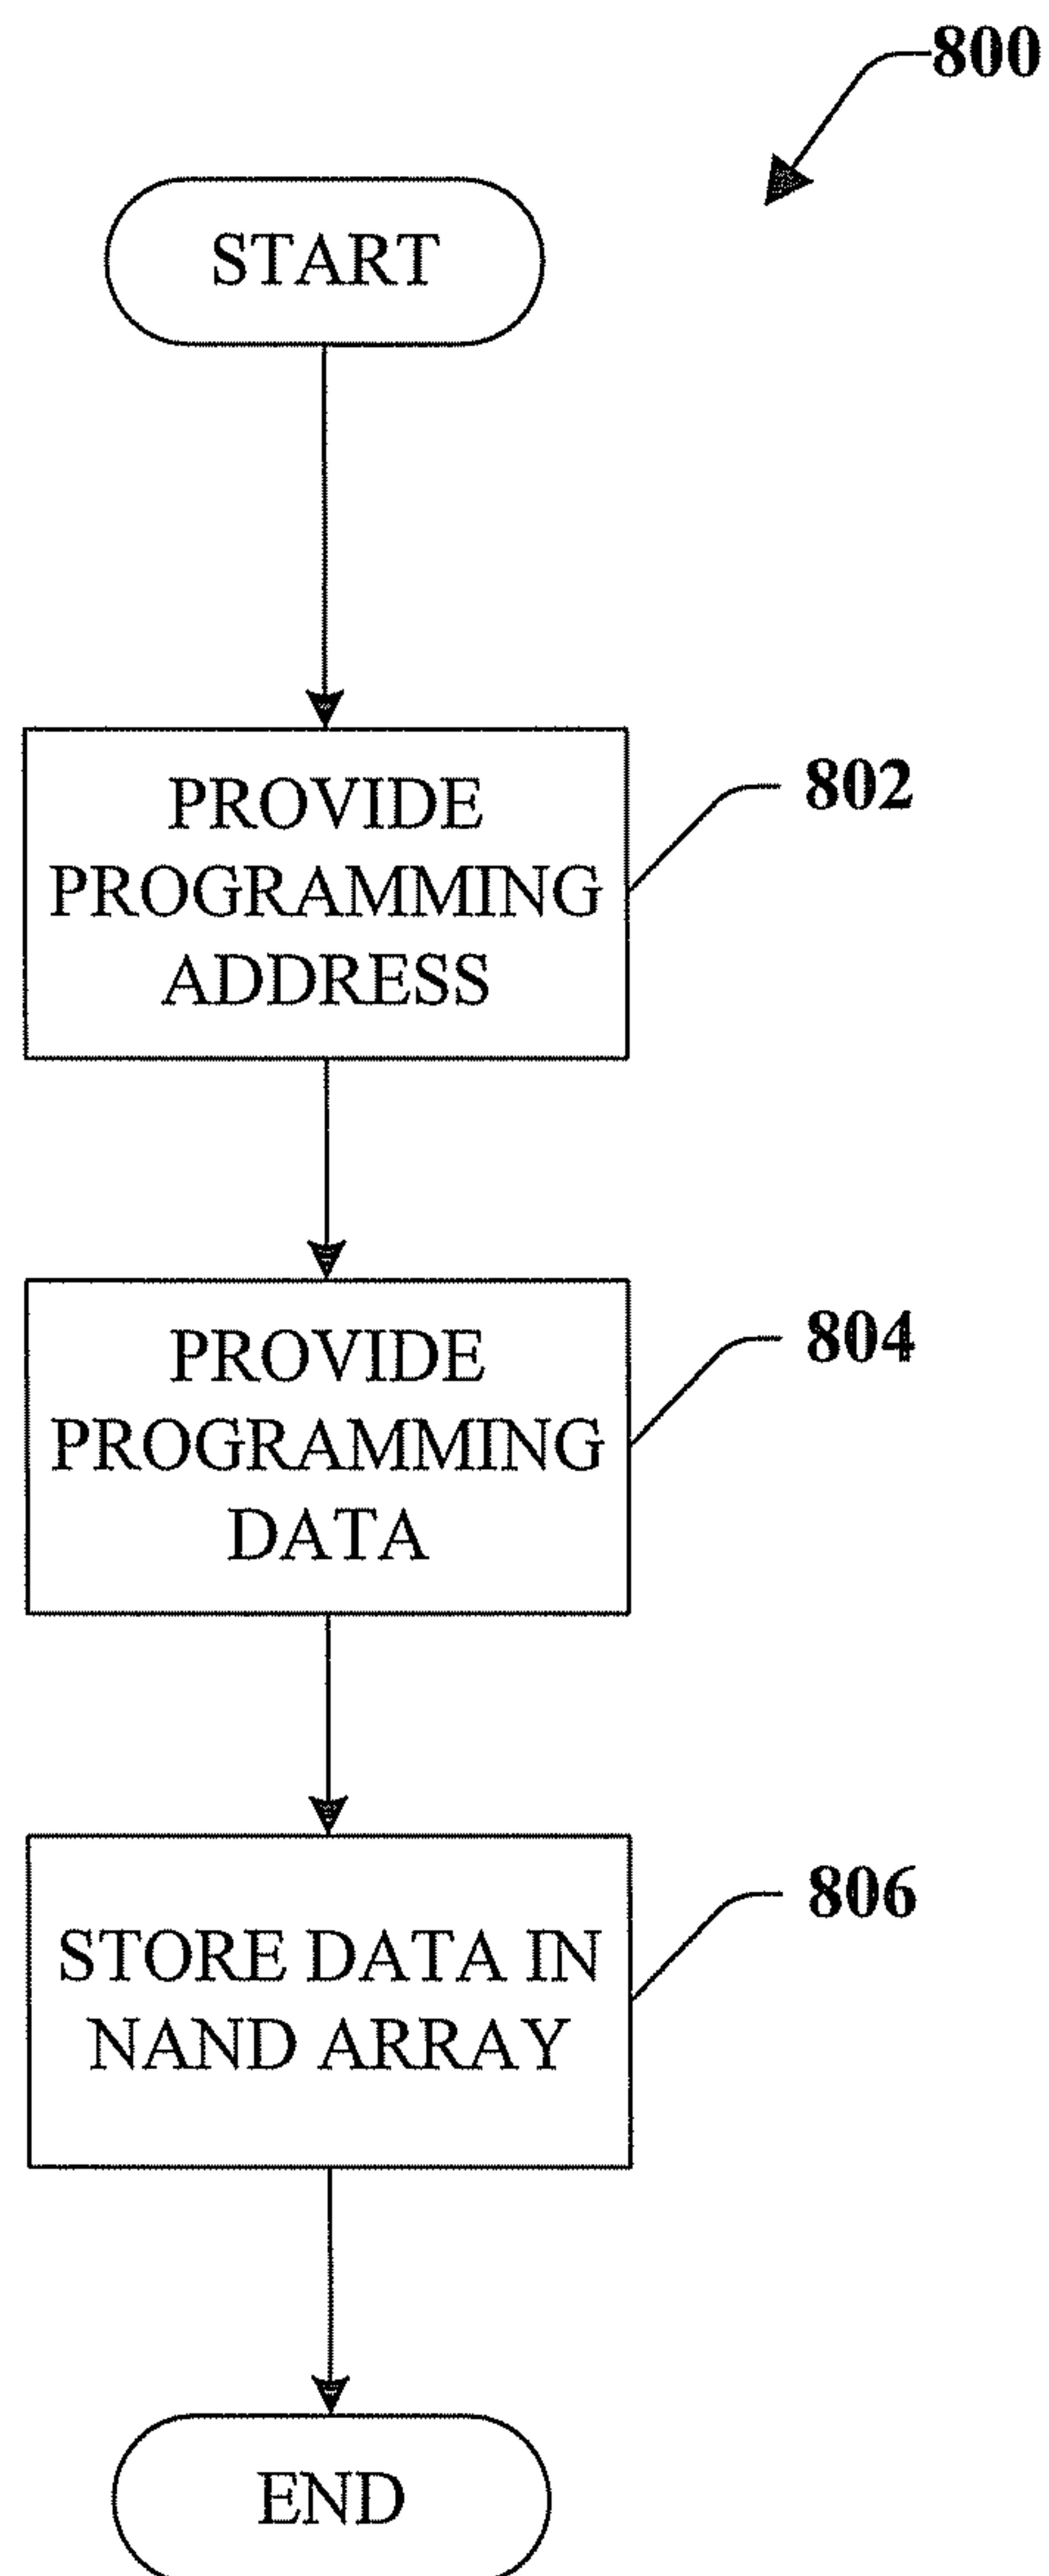 800
START
PROVIDE
PROGRAMMING
ADDRESS
802
PROVIDE
PROGRAMMING
DATA
804
STORE DATA IN
NAND ARRAY
806
END